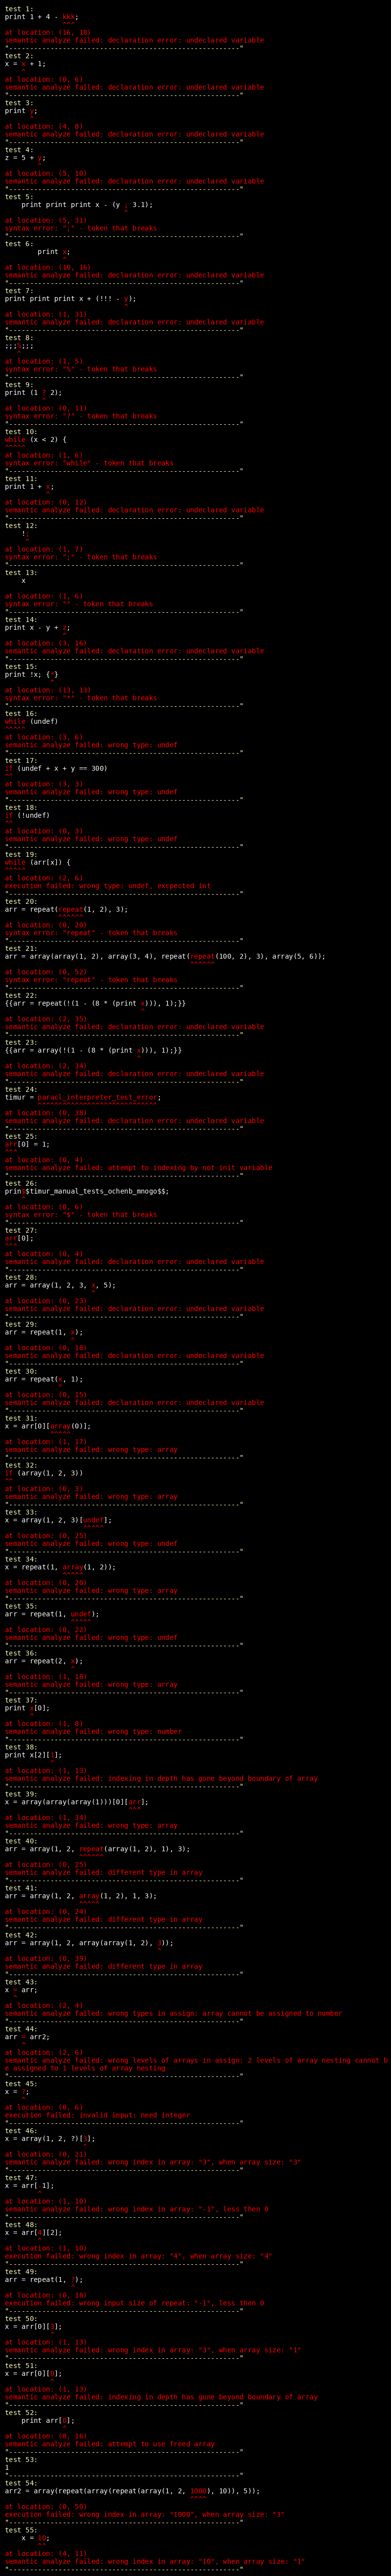 test 1:
print 1 + 4 - kkk;
^^^
at location: (16, 18)
semantic analyze failed: declaration error: undeclared variable
"--------------------------------------------------------"
test 2:
x = x + 1;
^
at location: (0, 6)
semantic analyze failed: declaration error: undeclared variable
"--------------------------------------------------------"
test 3:
print y;
^
at location: (4, 8)
semantic analyze failed: declaration error: undeclared variable
"--------------------------------------------------------"
test 4:
z = 5 + y;
^
at location: (5, 10)
semantic analyze failed: declaration error: undeclared variable
"--------------------------------------------------------"
test 5:
print print print x - (y ; 3.1);
^
at location: (5, 31)
syntax error: ";" - token that breaks
"--------------------------------------------------------"
test 6:
print x;
^
at location: (10, 16)
semantic analyze failed: declaration error: undeclared variable
"--------------------------------------------------------"
test 7:
print print print x + (!!! - y);
^
at location: (1, 31)
semantic analyze failed: declaration error: undeclared variable
"--------------------------------------------------------"
test 8:
;;;%;;;
^
at location: (1, 5)
syntax error: "%" - token that breaks
"--------------------------------------------------------"
test 9:
print (1 ? 2);
^
at location: (0, 11)
syntax error: "?" - token that breaks
"--------------------------------------------------------"
test 10:
while (x < 2) {
^^^^^
at location: (1, 6)
syntax error: "while" - token that breaks
"--------------------------------------------------------"
test 11:
print 1 + x;
^
at location: (0, 12)
semantic analyze failed: declaration error: undeclared variable
"--------------------------------------------------------"
test 12:
!;
^
at location: (1, 7)
syntax error: ";" - token that breaks
"--------------------------------------------------------"
test 13:
x

at location: (1, 6)
syntax error: "" - token that breaks
"--------------------------------------------------------"
test 14:
print x - y + z;
^
at location: (3, 16)
semantic analyze failed: declaration error: undeclared variable
"--------------------------------------------------------"
test 15:
print !x; {*}
^
at location: (13, 13)
syntax error: "*" - token that breaks
"--------------------------------------------------------"
test 16:
while (undef)
^^^^^
at location: (3, 6)
semantic analyze failed: wrong type: undef
"--------------------------------------------------------"
test 17:
if (undef + x + y == 300)
^^
at location: (3, 3)
semantic analyze failed: wrong type: undef
"--------------------------------------------------------"
test 18:
if (!undef)
^^
at location: (0, 3)
semantic analyze failed: wrong type: undef
"--------------------------------------------------------"
test 19:
while (arr[x]) {
^^^^^
at location: (2, 6)
execution failed: wrong type: undef, excpected int
"--------------------------------------------------------"
test 20:
arr = repeat(repeat(1, 2), 3);
^^^^^^
at location: (0, 20)
syntax error: "repeat" - token that breaks
"--------------------------------------------------------"
test 21:
arr = array(array(1, 2), array(3, 4), repeat(repeat(100, 2), 3), array(5, 6));
^^^^^^
at location: (0, 52)
syntax error: "repeat" - token that breaks
"--------------------------------------------------------"
test 22:
{{arr = repeat(!(1 - (8 * (print x))), 1);}}
^
at location: (2, 35)
semantic analyze failed: declaration error: undeclared variable
"--------------------------------------------------------"
test 23:
{{arr = array(!(1 - (8 * (print x))), 1);}}
^
at location: (2, 34)
semantic analyze failed: declaration error: undeclared variable
"--------------------------------------------------------"
test 24:
timur = paracl_interpreter_test_error;
^^^^^^^^^^^^^^^^^^^^^^^^^^^^^
at location: (0, 38)
semantic analyze failed: declaration error: undeclared variable
"--------------------------------------------------------"
test 25:
arr[0] = 1;
^^^
at location: (0, 4)
semantic analyze failed: attempt to indexing by not init variable
"--------------------------------------------------------"
test 26:
prin$$timur_manual_tests_ochenb_mnogo$$;
^
at location: (0, 6)
syntax error: "$" - token that breaks
"--------------------------------------------------------"
test 27:
arr[0];
^^^
at location: (0, 4)
semantic analyze failed: declaration error: undeclared variable
"--------------------------------------------------------"
test 28:
arr = array(1, 2, 3, x, 5);
^
at location: (0, 23)
semantic analyze failed: declaration error: undeclared variable
"--------------------------------------------------------"
test 29:
arr = repeat(1, x);
^
at location: (0, 18)
semantic analyze failed: declaration error: undeclared variable
"--------------------------------------------------------"
test 30:
arr = repeat(x, 1);
^
at location: (0, 15)
semantic analyze failed: declaration error: undeclared variable
"--------------------------------------------------------"
test 31:
x = arr[0][array(0)];
^^^^^
at location: (1, 17)
semantic analyze failed: wrong type: array
"--------------------------------------------------------"
test 32:
if (array(1, 2, 3))
^^
at location: (0, 3)
semantic analyze failed: wrong type: array
"--------------------------------------------------------"
test 33:
x = array(1, 2, 3)[undef];
^^^^^
at location: (0, 25)
semantic analyze failed: wrong type: undef
"--------------------------------------------------------"
test 34:
x = repeat(1, array(1, 2));
^^^^^
at location: (0, 20)
semantic analyze failed: wrong type: array
"--------------------------------------------------------"
test 35:
arr = repeat(1, undef);
^^^^^
at location: (0, 22)
semantic analyze failed: wrong type: undef
"--------------------------------------------------------"
test 36:
arr = repeat(2, x);
^
at location: (1, 18)
semantic analyze failed: wrong type: array
"--------------------------------------------------------"
test 37:
print x[0];
^
at location: (1, 8)
semantic analyze failed: wrong type: number
"--------------------------------------------------------"
test 38:
print x[2][1];
^
at location: (1, 13)
semantic analyze failed: indexing in depth has gone beyond boundary of array
"--------------------------------------------------------"
test 39:
x = array(array(array(1)))[0][arr];
^^^
at location: (1, 34)
semantic analyze failed: wrong type: array
"--------------------------------------------------------"
test 40:
arr = array(1, 2, repeat(array(1, 2), 1), 3);
^^^^^^
at location: (0, 25)
semantic analyze failed: different type in array
"--------------------------------------------------------"
test 41:
arr = array(1, 2, array(1, 2), 1, 3);
^^^^^
at location: (0, 24)
semantic analyze failed: different type in array
"--------------------------------------------------------"
test 42:
arr = array(1, 2, array(array(1, 2), 3));
^
at location: (0, 39)
semantic analyze failed: different type in array
"--------------------------------------------------------"
test 43:
x = arr;
^
at location: (2, 4)
semantic analyze failed: wrong types in assign: array cannot be assigned to number
"--------------------------------------------------------"
test 44:
arr = arr2;
^
at location: (2, 6)
semantic analyze failed: wrong levels of arrays in assign: 2 levels of array nesting cannot b
e assigned to 1 levels of array nesting
"--------------------------------------------------------"
test 45:
x = ?;
^
at location: (0, 6)
execution failed: invalid input: need integer
"--------------------------------------------------------"
test 46:
x = array(1, 2, ?)[3];
^
at location: (0, 21)
semantic analyze failed: wrong index in array: "3", when array size: "3"
"--------------------------------------------------------"
test 47:
x = arr[-1];
^
at location: (1, 10)
semantic analyze failed: wrong index in array: "-1", less then 0
"--------------------------------------------------------"
test 48:
x = arr[4][2];
^
at location: (1, 10)
execution failed: wrong index in array: "4", when array size: "4"
"--------------------------------------------------------"
test 49:
arr = repeat(1, ?);
^
at location: (0, 18)
execution failed: wrong input size of repeat: "-1", less then 0
"--------------------------------------------------------"
test 50:
x = arr[0][3];
^
at location: (1, 13)
semantic analyze failed: wrong index in array: "3", when array size: "1"
"--------------------------------------------------------"
test 51:
x = arr[0][0];
^
at location: (1, 13)
semantic analyze failed: indexing in depth has gone beyond boundary of array
"--------------------------------------------------------"
test 52:
print arr[0];
^
at location: (8, 16)
semantic analyze failed: attempt to use freed array
"--------------------------------------------------------"
test 53:
1
"--------------------------------------------------------"
test 54:
arr2 = array(repeat(array(repeat(array(1, 2, 1000), 10)), 5));
^^^^
at location: (0, 50)
execution failed: wrong index in array: "1000", when array size: "3"
"--------------------------------------------------------"
test 55:
x = 10;
^^
at location: (4, 11)
semantic analyze failed: wrong index in array: "10", when array size: "1"
"--------------------------------------------------------"